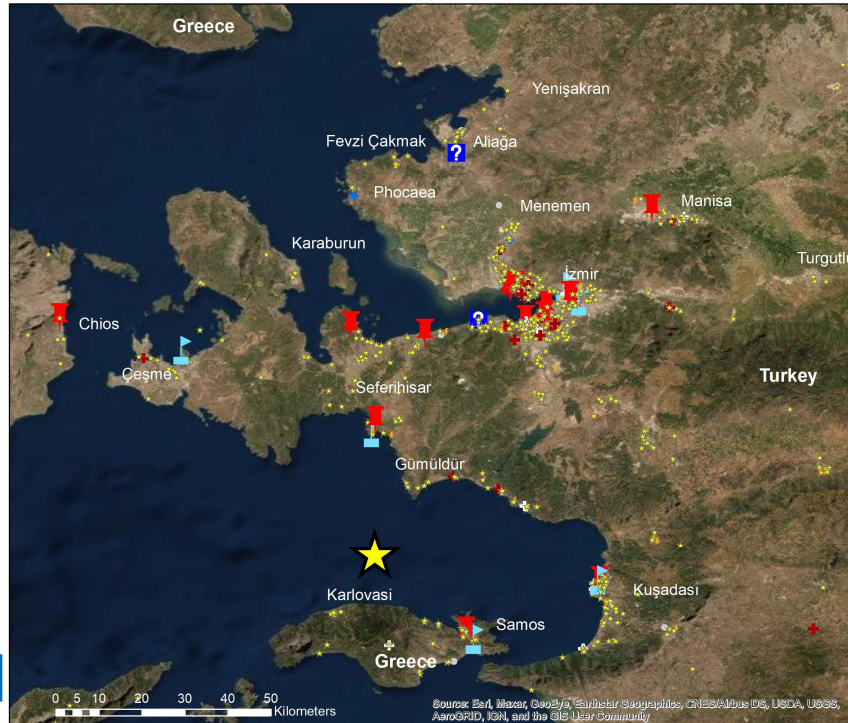 Greece
Yenişakran
Fevzi Çakmak
Aliağa
?
Phocaea
Manisa
Menemen
Karaburun
Turgutlu
İzmir
Chios
?
Çeşme
Turkey
Seferihisar
Gümüldür
Karlovasi
Kuşadası
Samos
Greece
0 5 10 20 30 40 50
Kilometers
Source: Esri, Maxar, GeoEye, Earthstar Geographics, CNES/Airbus DS, USDA, USGS,
AeroGRID, IGN, and the GIS User Community